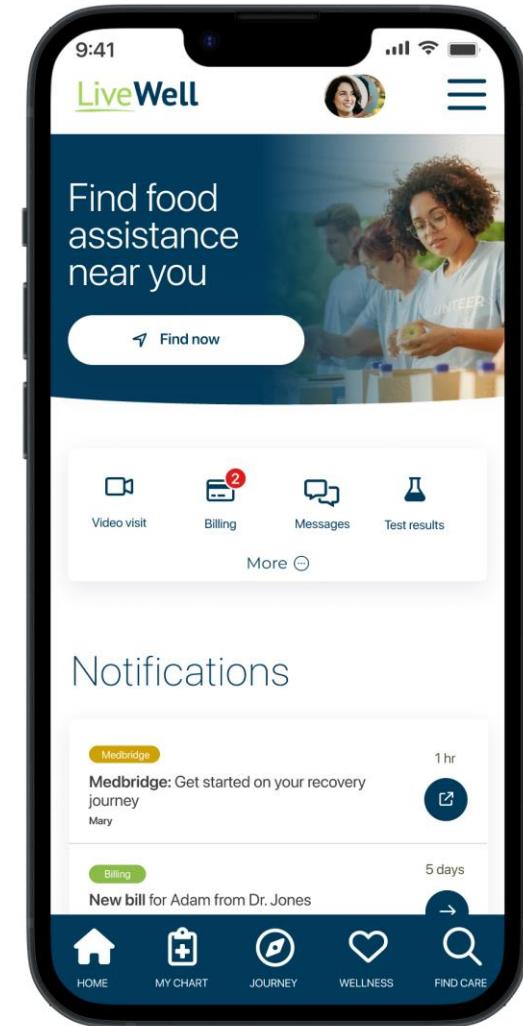 9:41
LiveWell
Find food
assistance
near you
Find now
VOLUNTEER
2
Video visit
Billing
Messages
Test results
More
Notifications
Medbridge
1 hr
Medbridge: Get started on your recovery
journey
Mary
Billing
5 days
New bill for Adam from Dr. Jones
HOME
MY CHART
JOURNEY
WELLNESS
FIND CARE